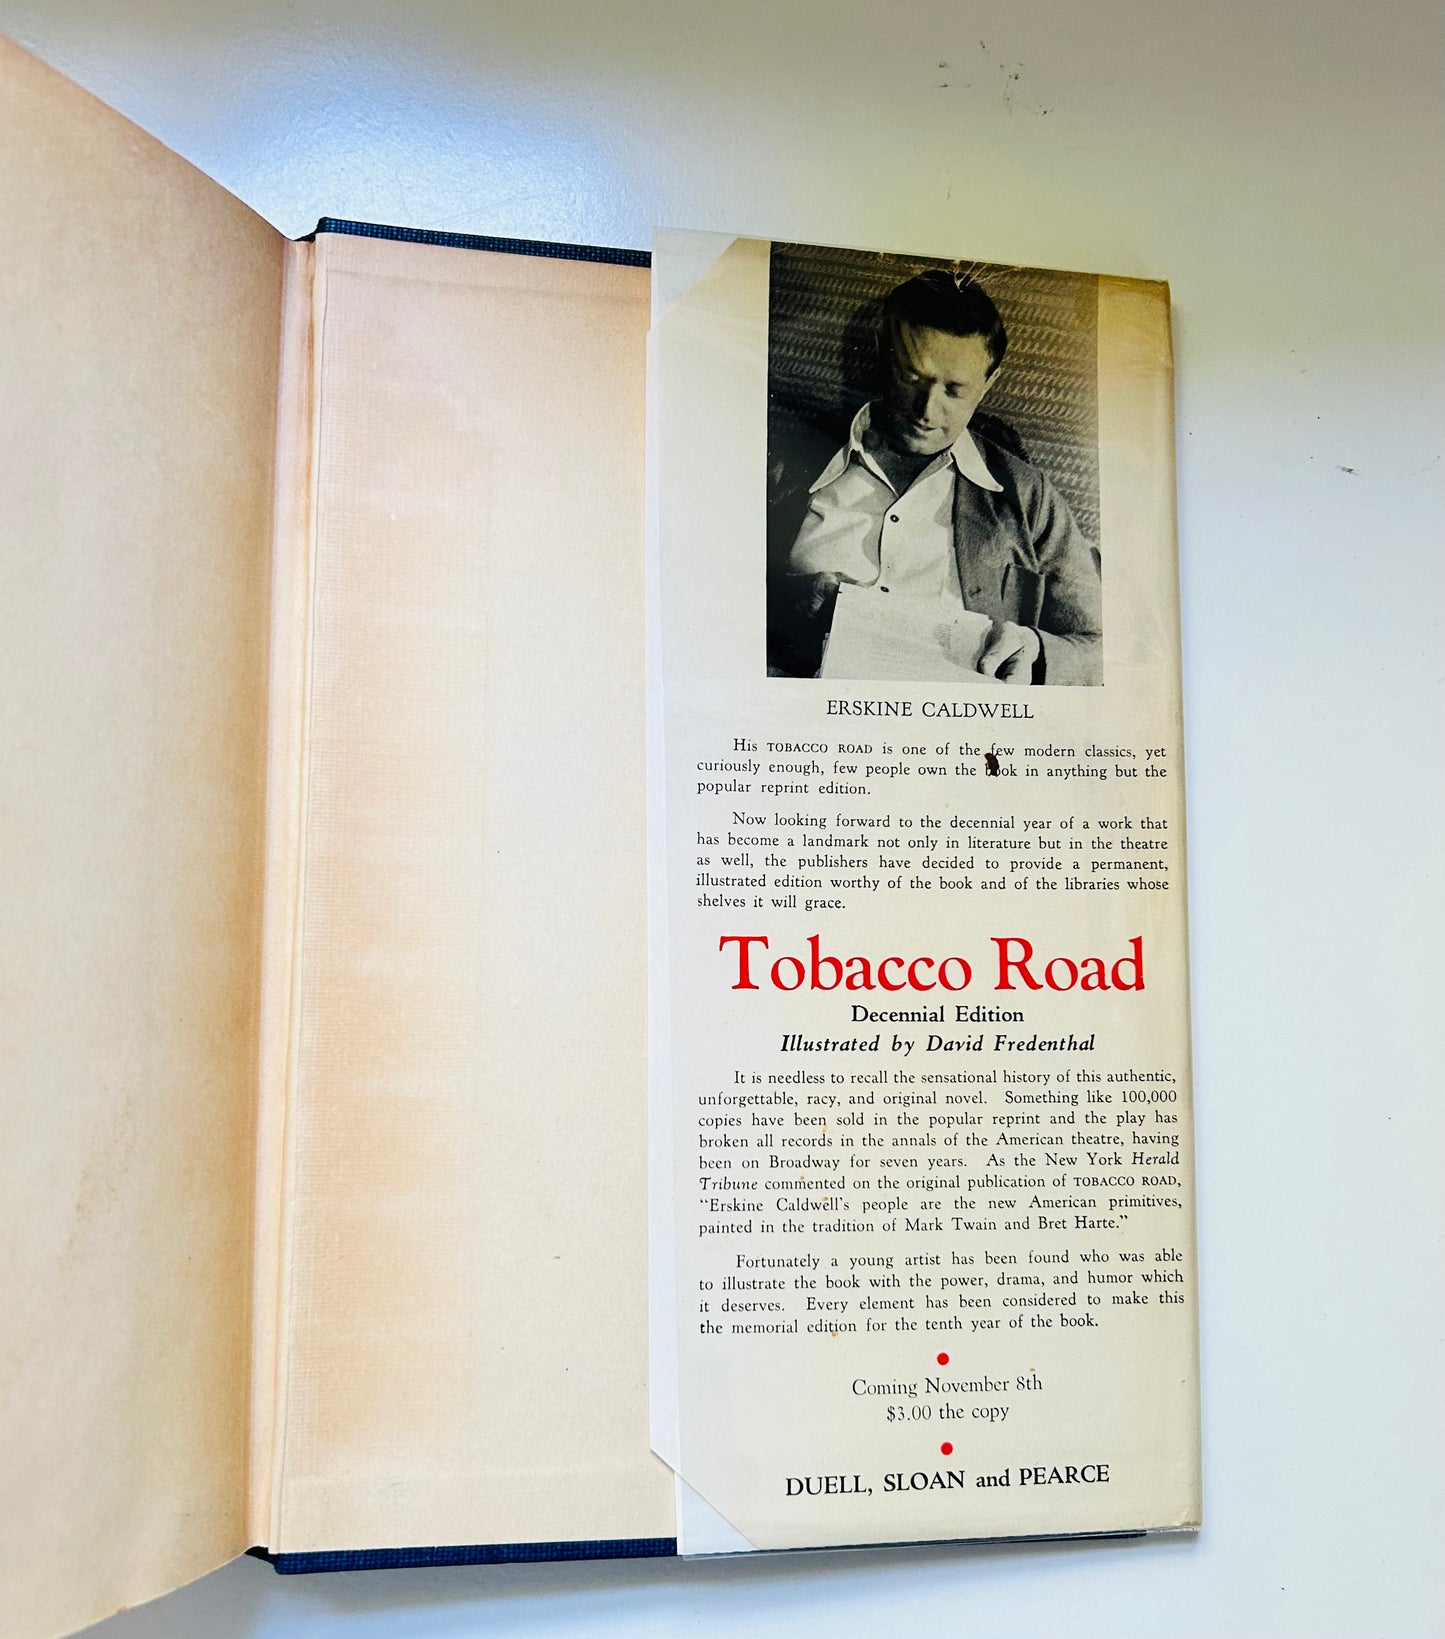 ERSKINE CALDWELL
His TOBACCO ROAD is one of the few modern classics, yet
curiously enough, few people own the book in anything but the
popular reprint edition.
Now looking forward to the decennial year of a work that
has become a landmark not only in literature but in the theatre
as well, the publishers have decided to provide a permanent,
illustrated edition worthy of the book and of the libraries whose
shelves it will grace.
Tobacco Road
Decennial Edition
Illustrated by David Fredenthal
It is needless to recall the sensational history of this authentic,
unforgettable, racy, and original novel. Something like 100,000
copies have been sold in the popular reprint and the play has
broken all records in the annals of the American theatre, having
been on Broadway for seven years. As the New York Herald
Tribune commented on the original publication of TOBACCO ROAD,
"Erskine Caldwell's people are the new American primitives,
painted in the tradition of Mark Twain and Bret Harte."
Fortunately a young artist has been found who was able
to illustrate the book with the power, drama, and humor which
it deserves. Every element has been considered to make this
the memorial edition for the tenth year of the book.
Coming November 8th
$3.00 the copy
DUELL, SLOAN and PEARCE